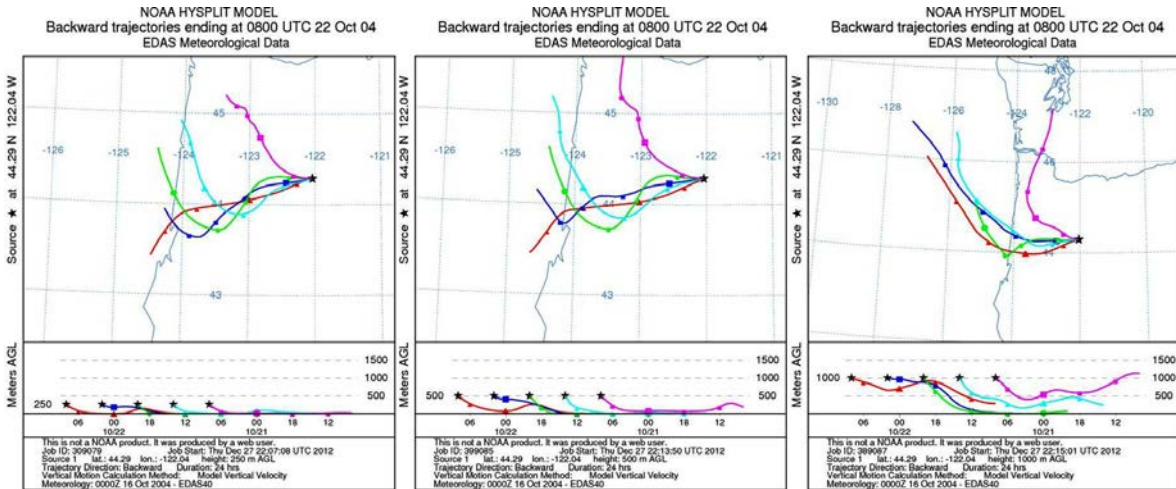 NOAA HYSPLIT MODEL
Backward trajectories ending at 0800 UTC 22 Oct 04
EDAS Meteorological Data
Source ★ at 44.29 N 122.04 W
-126
-125
-124
-123
-122
-121
45
44
43
Meters AGL
250
1500
1000
500
06 00 18 12 06 00 18 12
10/22 10/21
This is not a NOAA product. It was produced by a web user.
Job ID: 309079 Job Start: Thu Dec 27 22:07:08 UTC 2012
Source 1 lat.: 44.29 lon.: -122.04 height: 250 m AGL
Trajectory Direction: Backward Duration: 24 hrs
Vertical Motion Calculation Method: Model Vertical Velocity
Meteorology: 0000Z 16 Oct 2004 - EDAS40
NOAA HYSPLIT MODEL
Backward trajectories ending at 0800 UTC 22 Oct 04
EDAS Meteorological Data
Source ★ at 44.29 N 122.04 W
-126
-125
-124
-123
-122
-121
45
44
43
Meters AGL
500
1500
1000
500
06 00 18 12 06 00 18 12
10/22 10/21
This is not a NOAA product. It was produced by a web user.
Job ID: 399085 Job Start: Thu Dec 27 22:13:50 UTC 2012
Source 1 lat.: 44.29 lon.: -122.04 height: 500 m AGL
Trajectory Direction: Backward Duration: 24 hrs
Vertical Motion Calculation Method: Model Vertical Velocity
Meteorology: 0000Z 16 Oct 2004 - EDAS40
NOAA HYSPLIT MODEL
Backward trajectories ending at 0800 UTC 22 Oct 04
EDAS Meteorological Data
Source ★ at 44.29 N 122.04 W
-130
-128
-126
-124
-122
-120
48
46
44
Meters AGL
1000
1500
1000
500
06 00 18 12 06 00 18 12
10/22 10/21
This is not a NOAA product. It was produced by a web user.
Job ID: 389087 Job Start: Thu Dec 27 22:15:01 UTC 2012
Source 1 lat.: 44.29 lon.: -122.04 height: 1000 m AGL
Trajectory Direction: Backward Duration: 24 hrs
Vertical Motion Calculation Method: Model Vertical Velocity
Meteorology: 0000Z 16 Oct 2004 - EDAS40